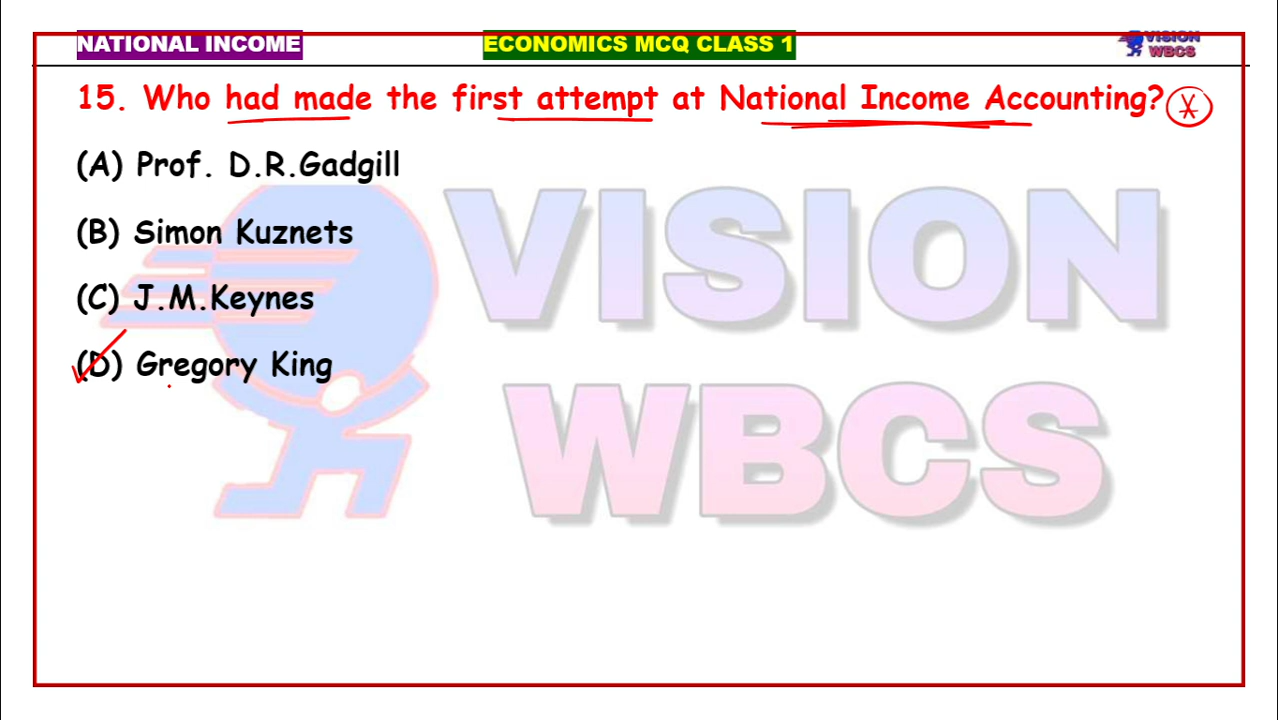 NATIONAL INCOME
ECONOMICS MCQ CLASS 1
VISION
WBCS
15. Who had made the first attempt at National Income Accounting?
(A) Prof. D.R.Gadgill
(B) Simon Kuznets
(C) J.M.Keynes
(D) Gregory King
VISION
WBCS